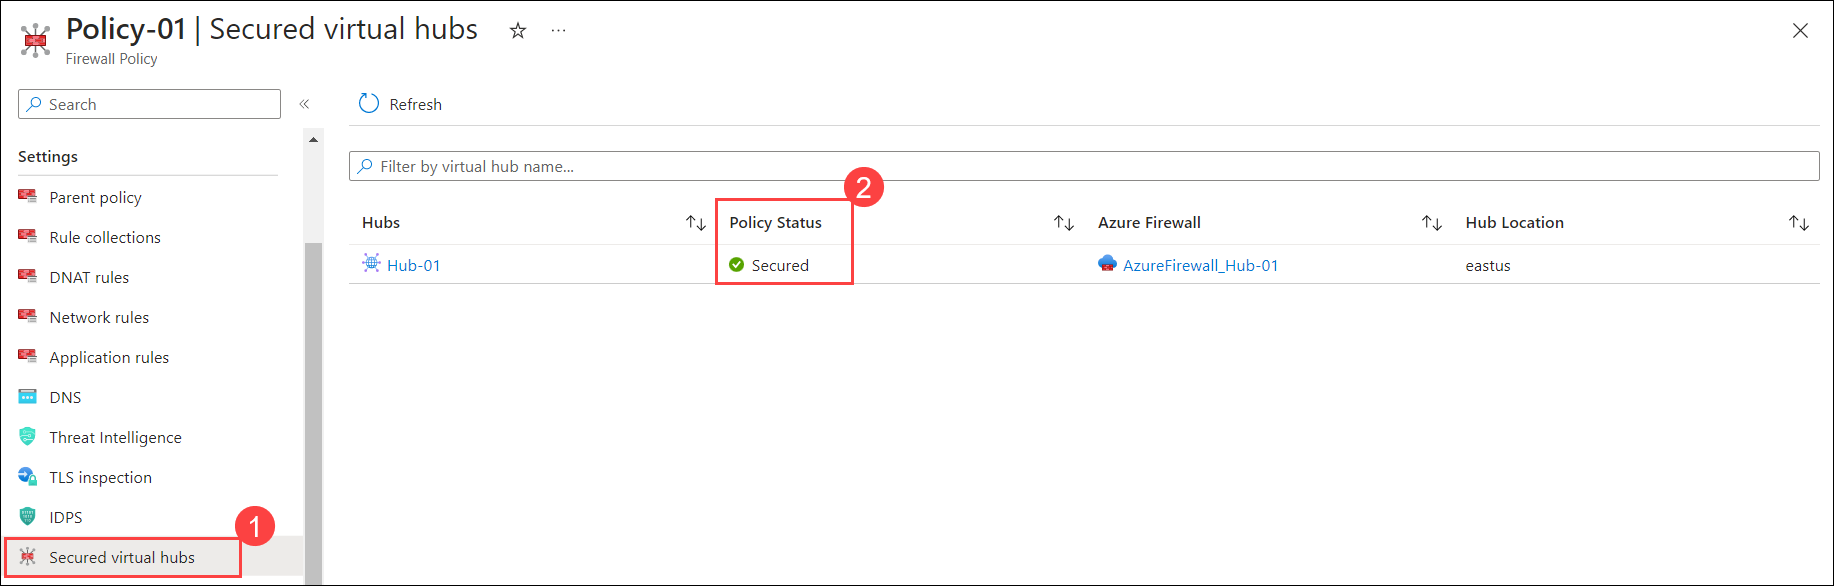 Policy-01 | Secured virtual hubs ☆ ...
Firewall Policy
Search «
Settings
Parent policy
Rule collections
DNAT rules
Network rules
Application rules
DNS
Threat Intelligence
TLS inspection
IDPS
1
Secured virtual hubs
Refresh
Filter by virtual hub name...
2
Hubs ↑↓ Policy Status ↑↓ Azure Firewall ↑↓ Hub Location ↑↓
Hub-01 Secured AzureFirewall_Hub-01 eastus